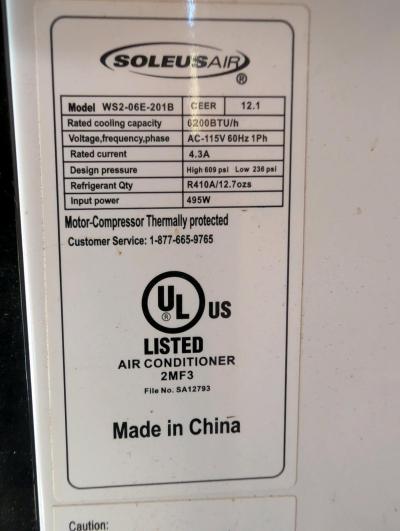 SOLEUSAIR®
Model WS2-06E-201B CEER 12.1
Rated cooling capacity 6200BTU/h
Voltage,frequency,phase AC-115V 60Hz 1Ph
Rated current 4.3A
Design pressure High 609 psi Low 236 psi
Refrigerant Qty R410A/12.7ozs
Input power 495W
Motor-Compressor Thermally protected
Customer Service: 1-877-665-9765
UL® US
LISTED
AIR CONDITIONER
2MF3
File No. SA12793
Made in China
Caution: